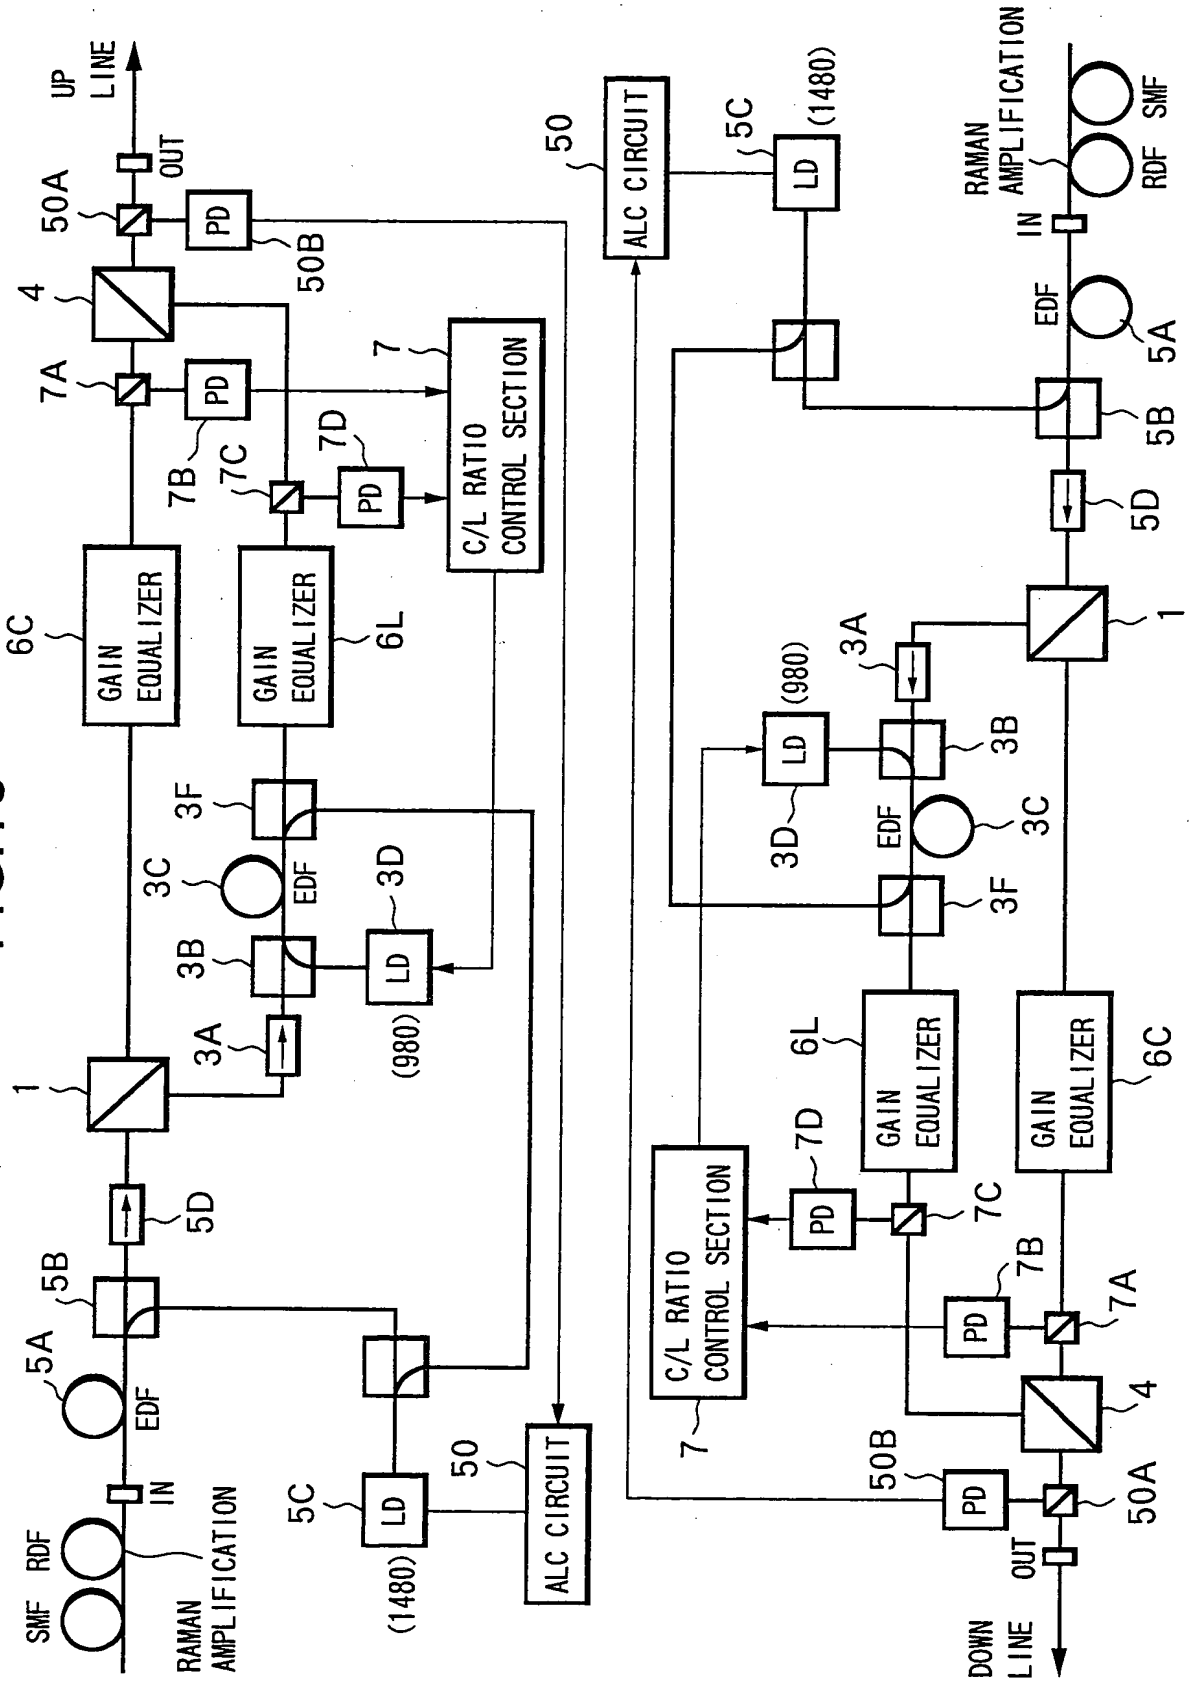 UP
LINE
OUT
50A
PD
50B
4
7A
PD
7B
7
C/L RATIO
CONTROL SECTION
7D
PD
7C
6C
GAIN
EQUALIZER
GAIN
EQUALIZER
6L
3F
3C
EDF
3B
3D
LD
(980)
3A
1
5D
5B
5A
EDF
IN
RDF
SMF
RAMAN
AMPLIFICATION
5C
LD
(1480)
50
ALC CIRCUIT
50
ALC CIRCUIT
5C
LD
(1480)
RAMAN
AMPLIFICATION
SMF
RDF
IN
EDF
5A
5B
5D
1
3A
(980)
LD
3D
3B
EDF
3C
3F
6L
GAIN
EQUALIZER
GAIN
EQUALIZER
6C
7D
PD
7C
C/L RATIO
CONTROL SECTION
7
7B
PD
7A
4
50B
PD
50A
OUT
DOWN
LINE